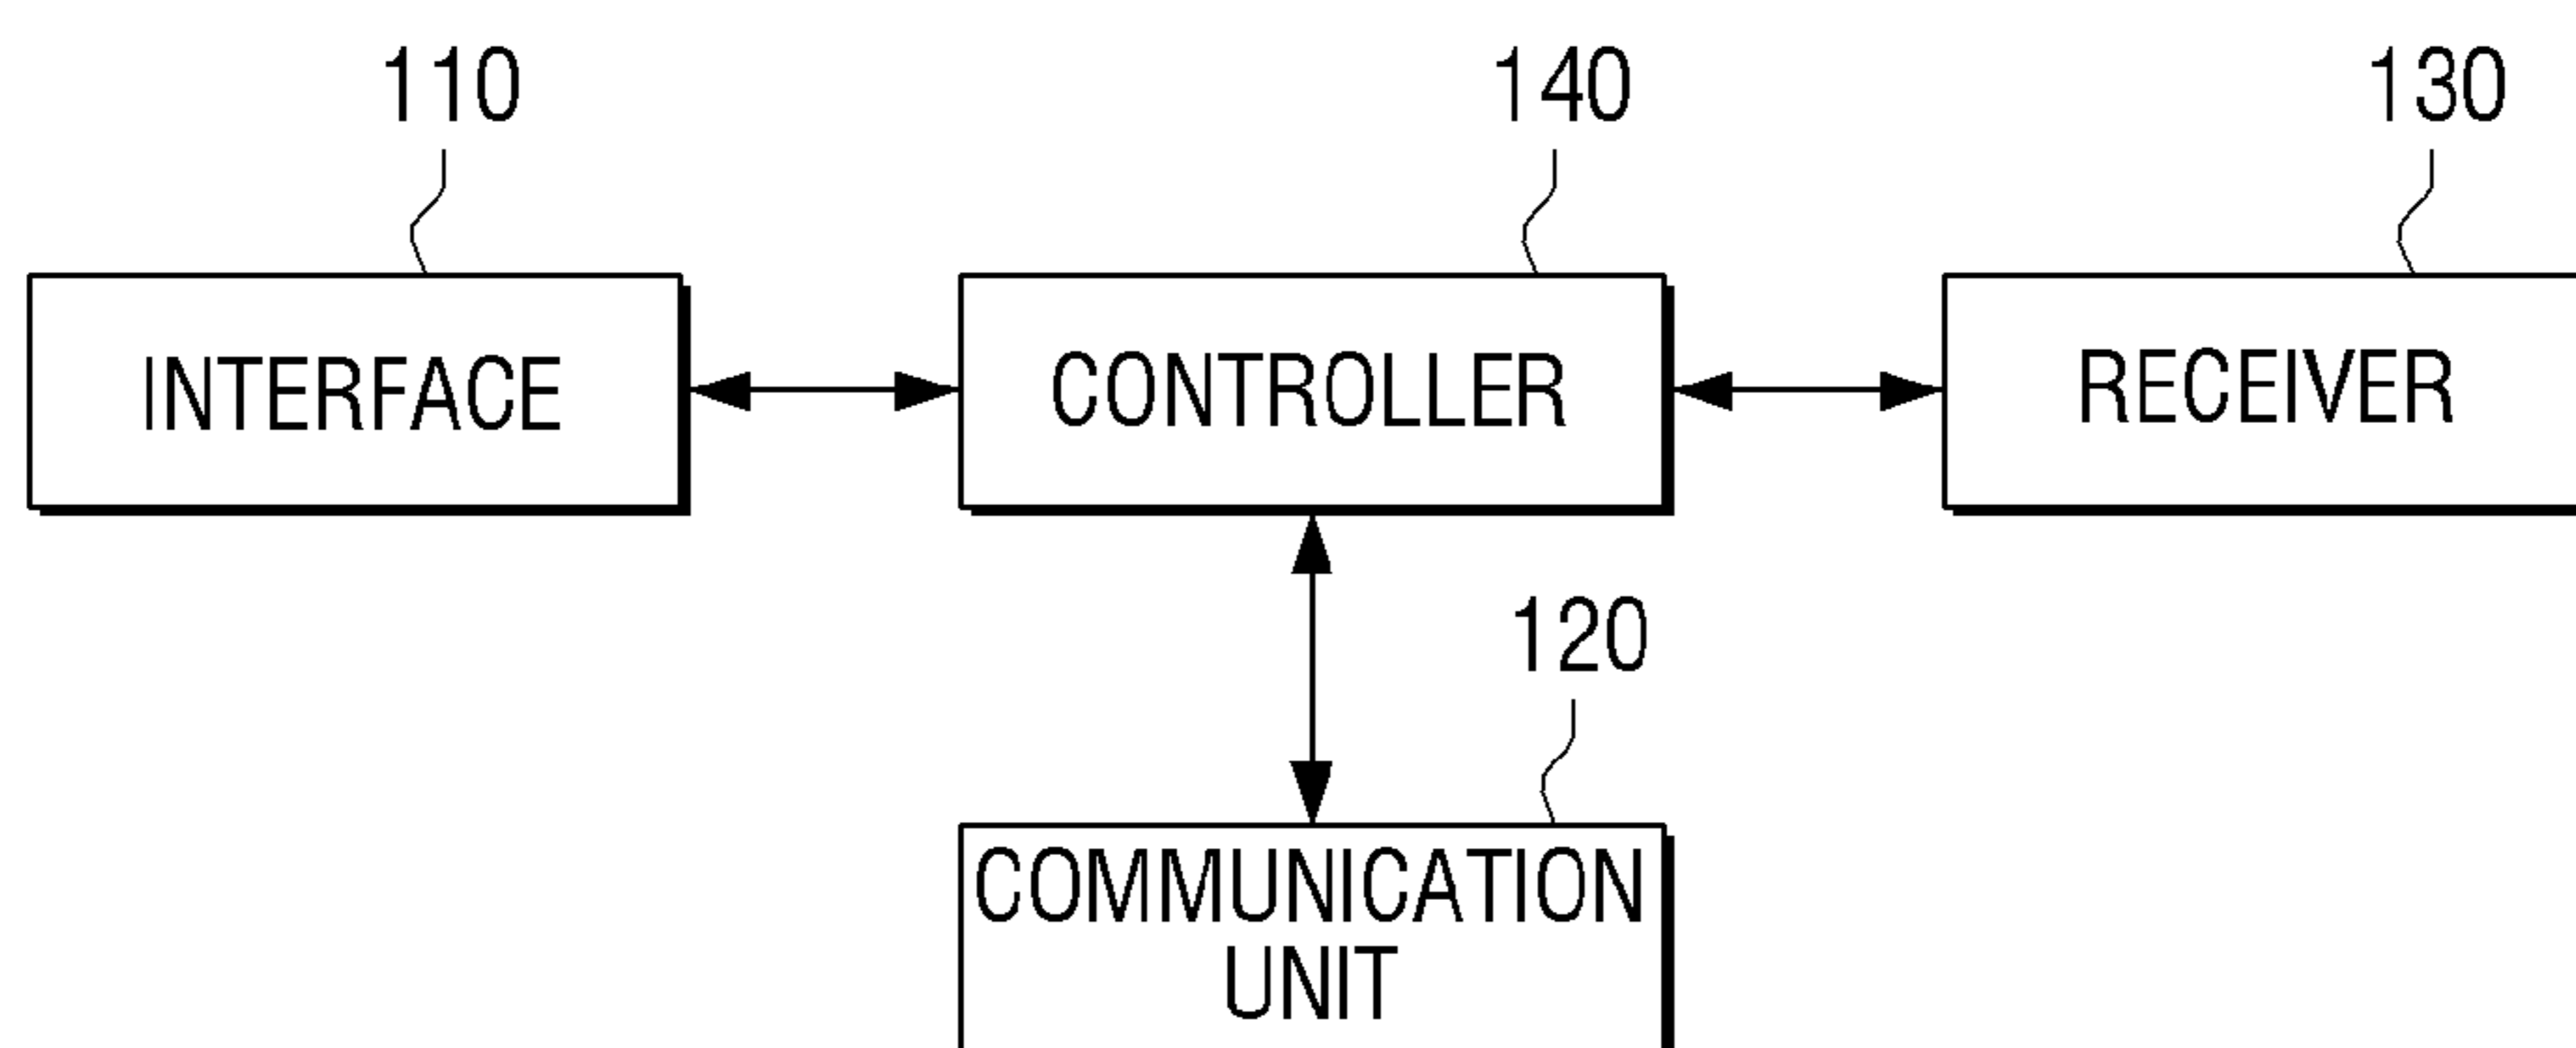 110
140
130
INTERFACE
CONTROLLER
RECEIVER
120
COMMUNICATION
UNIT